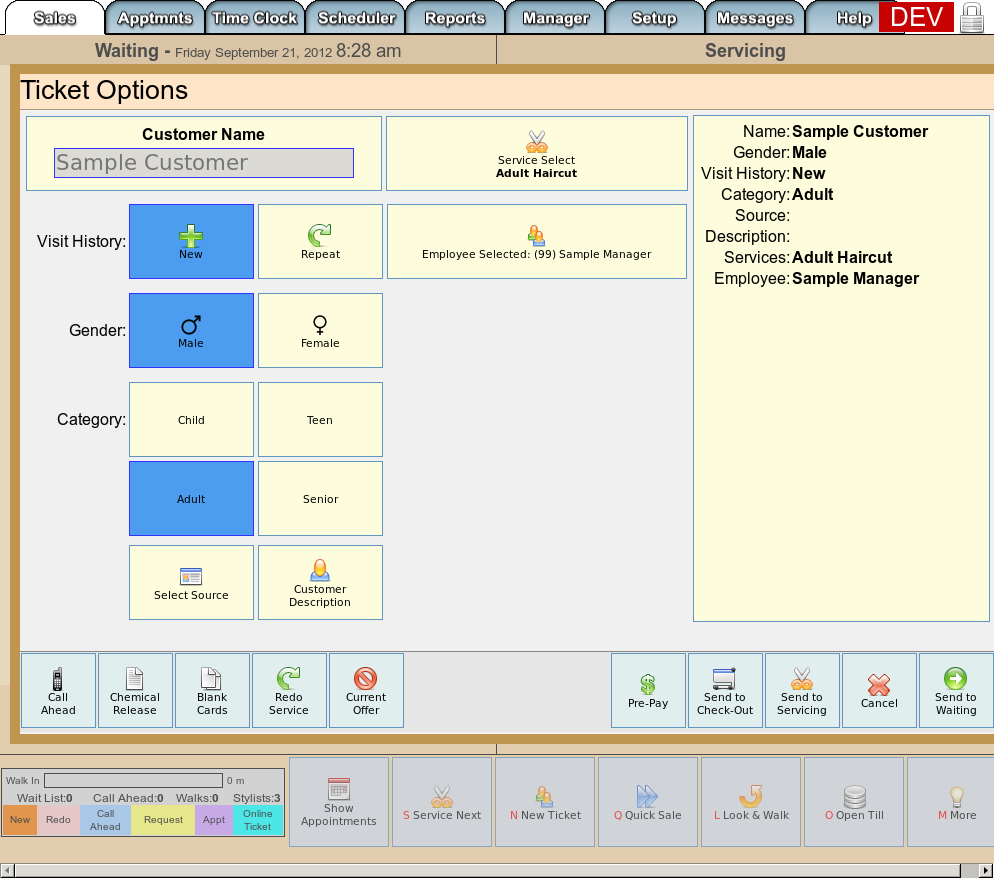 Sales Apptmnts Time Clock Scheduler Reports Manager Setup Messages Help DEV
Waiting - Friday September 21, 2012 8:28 am
Servicing
Ticket Options
Customer Name
Sample Customer
Service Select
Adult Haircut
Visit History:
New
Repeat
Employee Selected: (99) Sample Manager
Gender:
Male
Female
Category:
Child
Teen
Adult
Senior
Select Source
Customer
Description
Name: Sample Customer
Gender: Male
Visit History: New
Category: Adult
Source:
Description:
Services: Adult Haircut
Employee: Sample Manager
Call
Ahead
Chemical
Release
Blank
Cards
Redo
Service
Current
Offer
Pre-Pay
Send to
Check-Out
Send to
Servicing
Cancel
Send to
Waiting
Walk In 0 m
Wait List:0 Call Ahead:0 Walks:0 Stylists:3
New
Redo
Call
Ahead
Request
Appt
Online
Ticket
Show
Appointments
S Service Next
N New Ticket
Q Quick Sale
L Look & Walk
O Open Till
M More